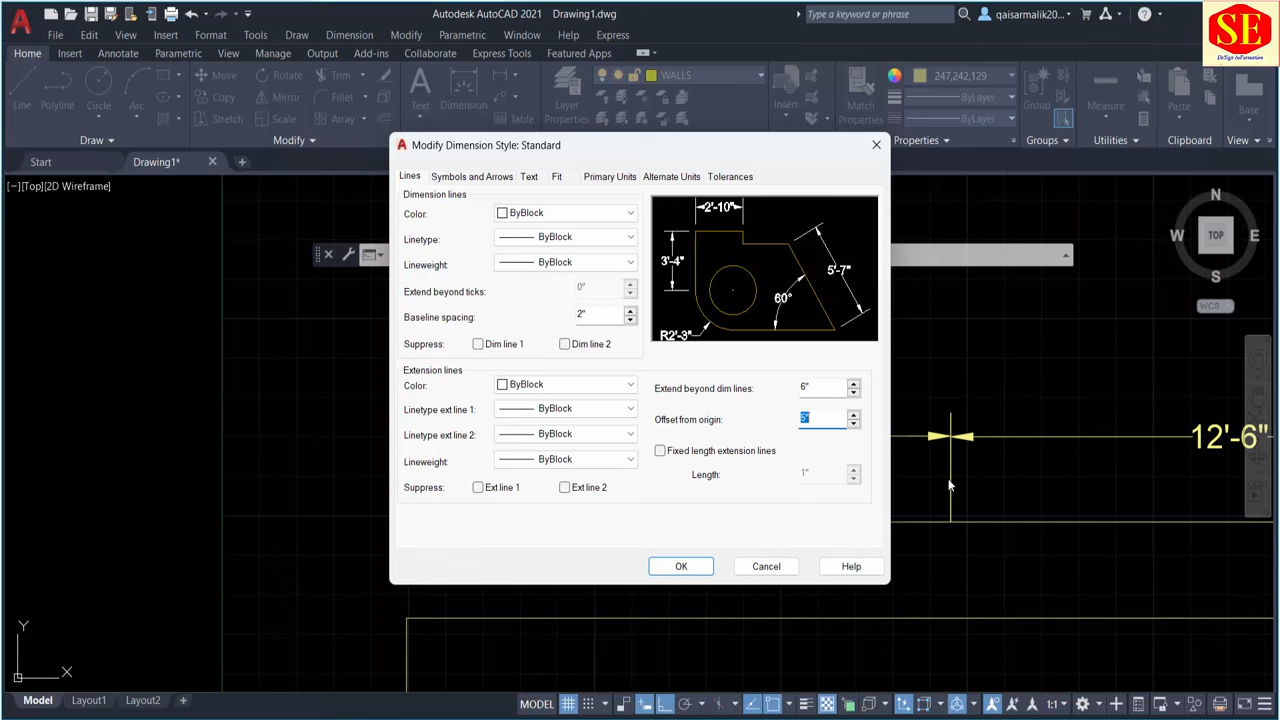 Autodesk AutoCAD 2021 Drawing1.dwg
Type a keyword or phrase
qaisarmalik20...
SE
DeSign InFormation
File Edit View Insert Format Tools Draw Dimension Modify Parametric Window Help Express
Home Insert Annotate Parametric View Manage Output Add-ins Collaborate Express Tools Featured Apps
Line Polyline Circle Arc
Move Rotate Trim
Copy Mirror Fillet
Stretch Scale Array
Text Dimension Table
Layer Properties
WALLS
Insert
Match Properties
247,242,129
ByLayer
ByLayer
Group Measure Paste Base
Draw Modify Properties Groups Utilities Clipboard View
Start Drawing1*
[−][Top][2D Wireframe]
Modify Dimension Style: Standard
Lines Symbols and Arrows Text Fit Primary Units Alternate Units Tolerances
Dimension lines
Color: ByBlock
Linetype: ByBlock
Lineweight: ByBlock
Extend beyond ticks: 0"
Baseline spacing: 2"
Suppress: Dim line 1 Dim line 2
2'-10"
3'-4"
5'-7"
60°
R2'-3"
Extension lines
Color: ByBlock
Linetype ext line 1: ByBlock
Linetype ext line 2: ByBlock
Lineweight: ByBlock
Suppress: Ext line 1 Ext line 2
Extend beyond dim lines: 6"
Offset from origin: 5"
Fixed length extension lines
Length: 1"
OK Cancel Help
N
W TOP E
S
WCS
12'-6"
Y
X
Model Layout1 Layout2
MODEL
1:1